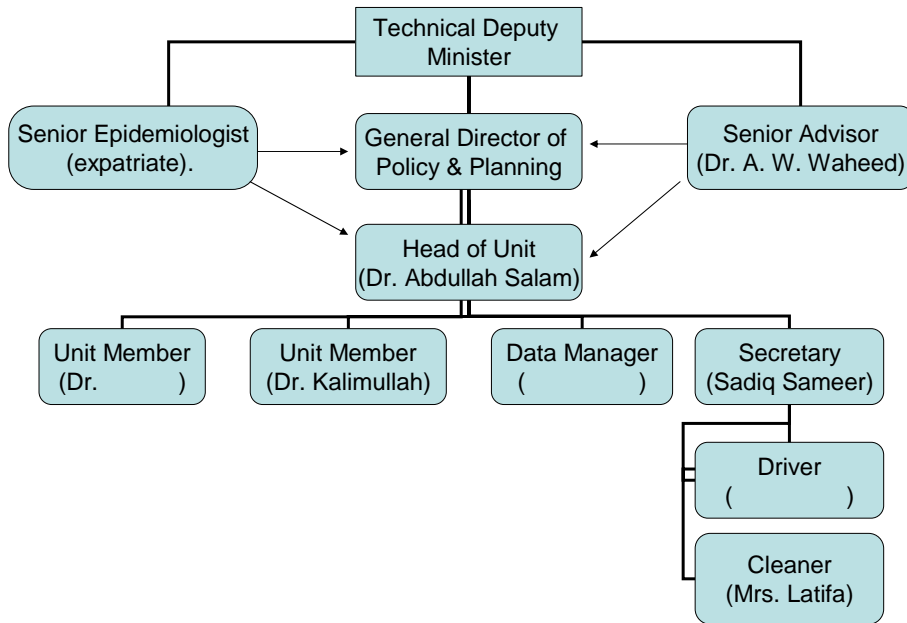 Technical Deputy
Minister
Senior Epidemiologist
(expatriate).
General Director of
Policy & Planning
Senior Advisor
(Dr. A. W. Waheed)
Head of Unit
(Dr. Abdullah Salam)
Unit Member
(Dr.          )
Unit Member
(Dr. Kalimullah)
Data Manager
(              )
Secretary
(Sadiq Sameer)
Driver
(              )
Cleaner
(Mrs. Latifa)